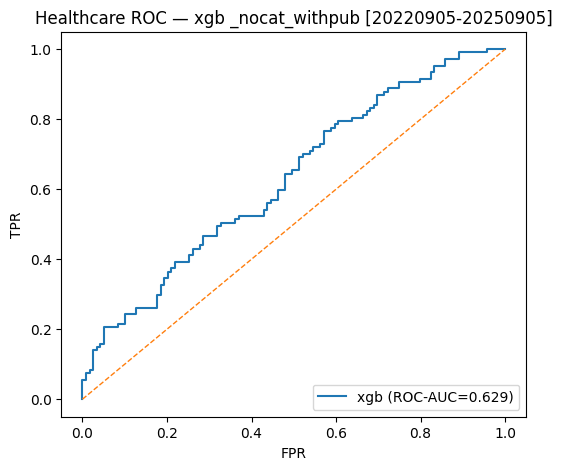 Healthcare ROC — xgb _nocat_withpub [20220905-20250905]
1.0
0.8
0.6
0.4
0.2
0.0
TPR
0.0 0.2 0.4 0.6 0.8 1.0
FPR
xgb (ROC-AUC=0.629)